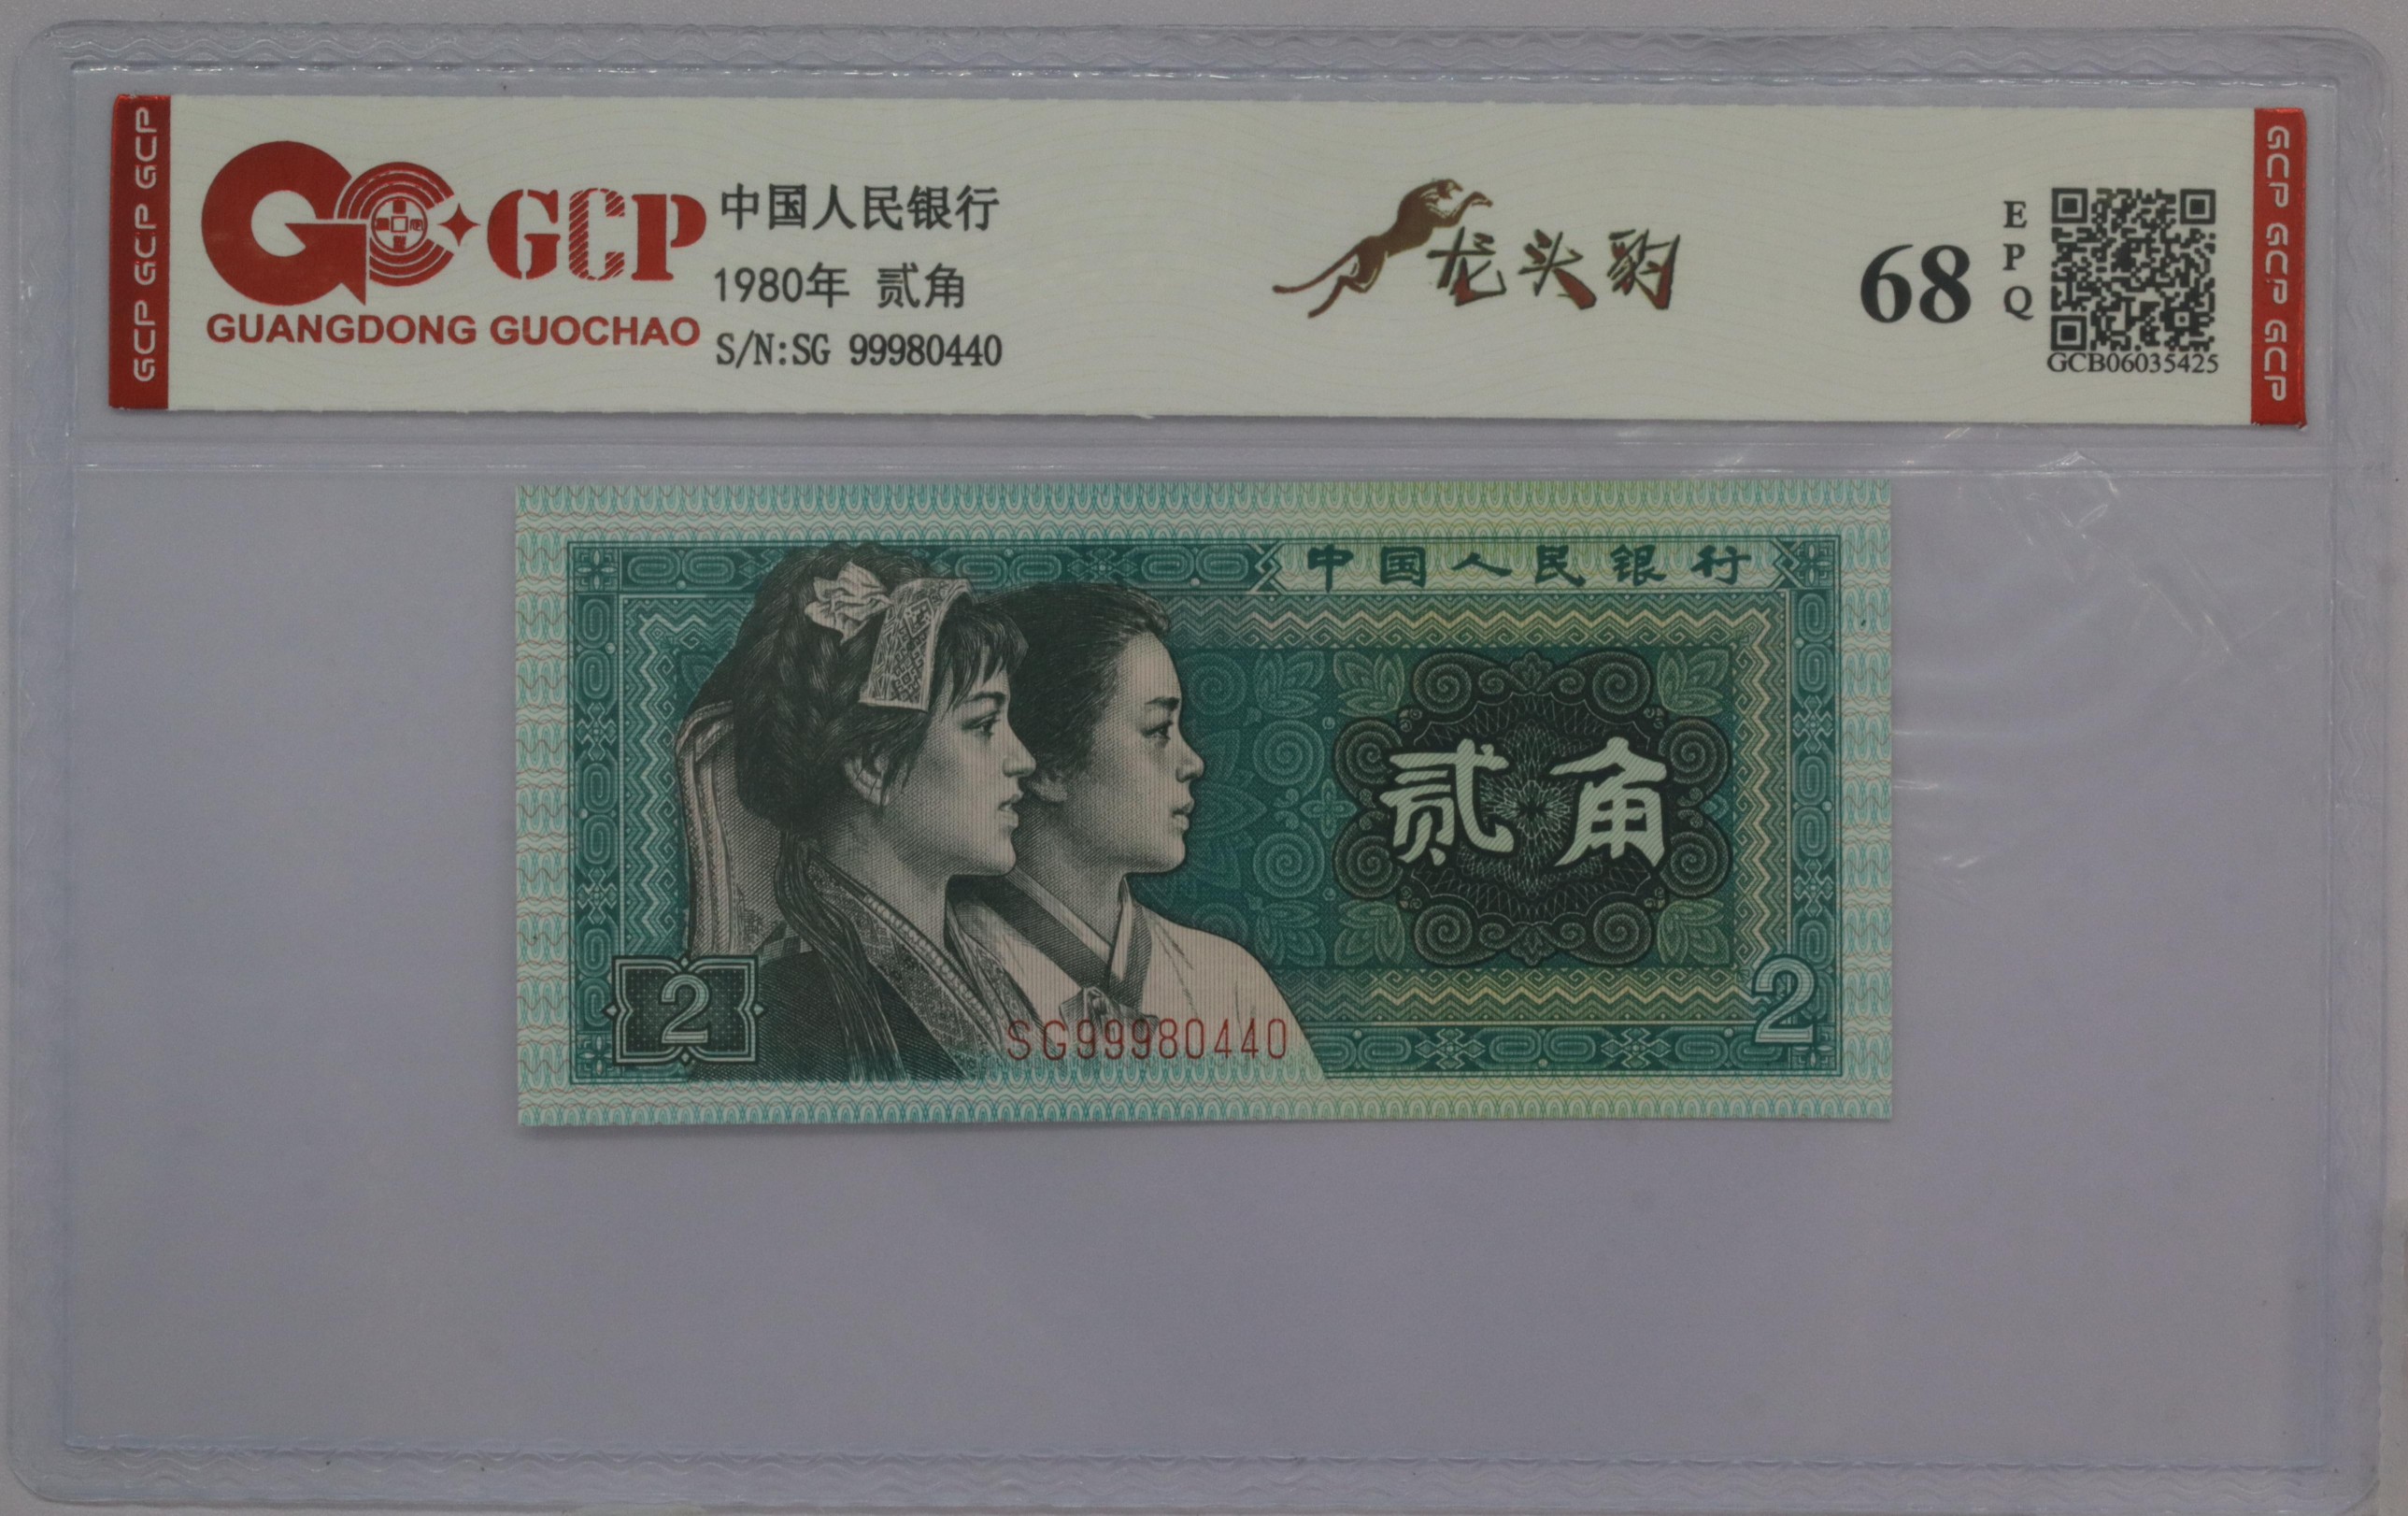 GCP GCP GCP
GCP
GUANGDONG GUOCHAO
中国人民银行
1980年 贰角
S/N:SG 99980440
龙头豹
68
E
P
Q
GCB06035425
GCP GCP GCP
中国人民银行
贰角
2
SG99980440
2